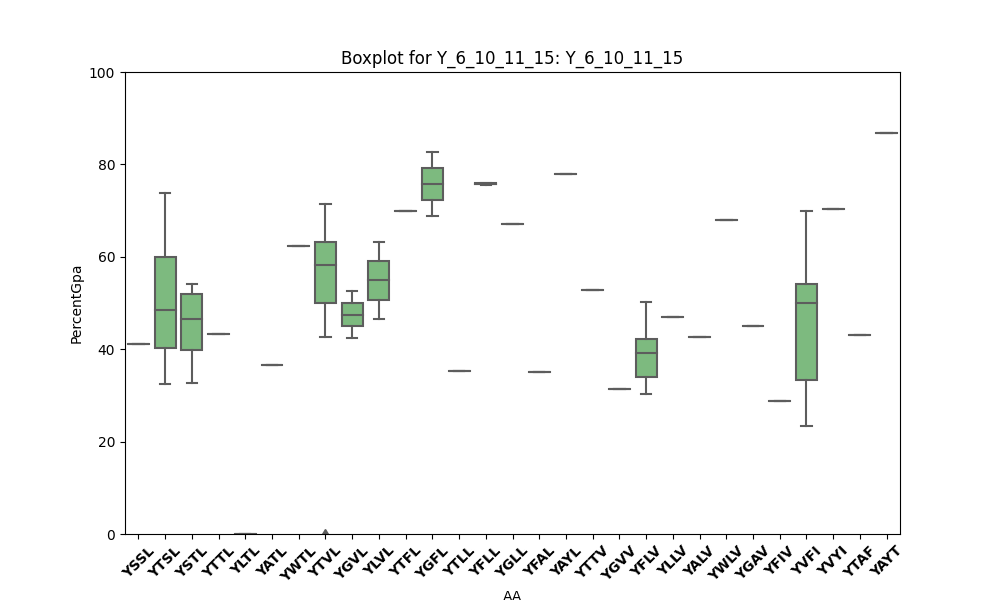 Boxplot for Y_6_10_11_15: Y_6_10_11_15
PercentGpa
100
80
60
40
20
0
YSSL YTSL YSTL YTTL YLTL YATL YWTL YTVL YGVL YLVL YTFL YGFL YTLL YFLL YGLL YFAL YAYL YTTV YGVV YFLV YLLV YALV YWLV YGAV YFIV YVFI YVYI YTAF YAYT
AA